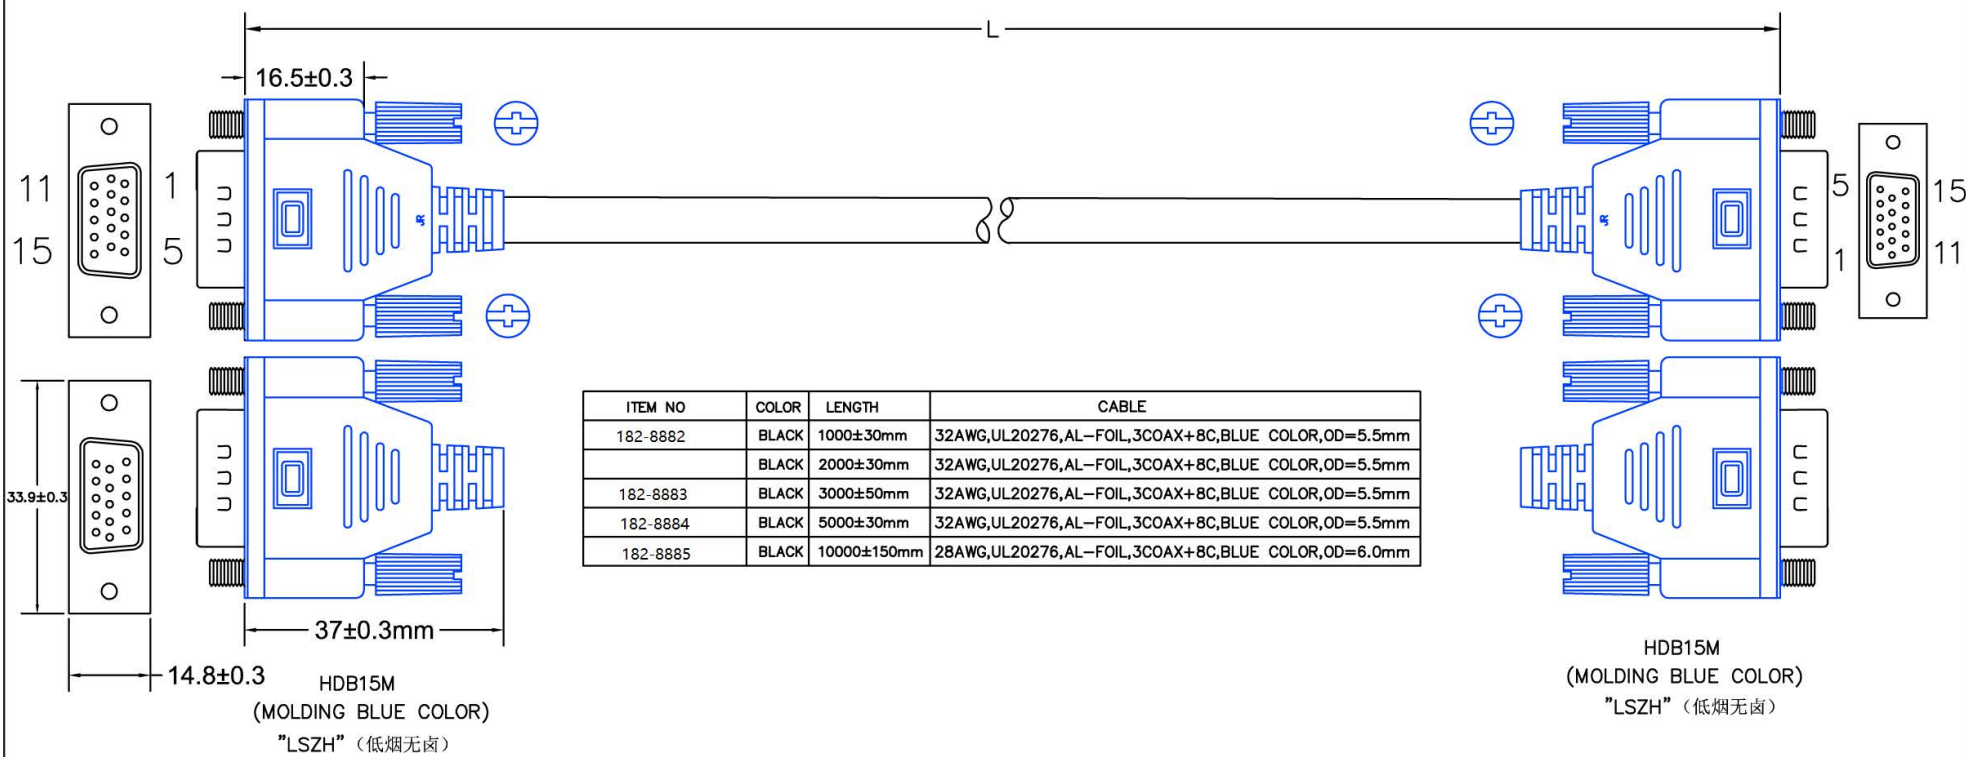 L
16.5±0.3
11
1
15
5
JR
JR
5
15
1
11
33.9±0.3
ITEM NO COLOR LENGTH CABLE
182-8882 BLACK 1000±30mm 32AWG,UL20276,AL-FOIL,3COAX+8C,BLUE COLOR,OD=5.5mm
BLACK 2000±30mm 32AWG,UL20276,AL-FOIL,3COAX+8C,BLUE COLOR,OD=5.5mm
182-8883 BLACK 3000±50mm 32AWG,UL20276,AL-FOIL,3COAX+8C,BLUE COLOR,OD=5.5mm
182-8884 BLACK 5000±30mm 32AWG,UL20276,AL-FOIL,3COAX+8C,BLUE COLOR,OD=5.5mm
182-8885 BLACK 10000±150mm 28AWG,UL20276,AL-FOIL,3COAX+8C,BLUE COLOR,OD=6.0mm
37±0.3mm
14.8±0.3
HDB15M
(MOLDING BLUE COLOR)
"LSZH"（低烟无卤）
HDB15M
(MOLDING BLUE COLOR)
"LSZH"（低烟无卤）